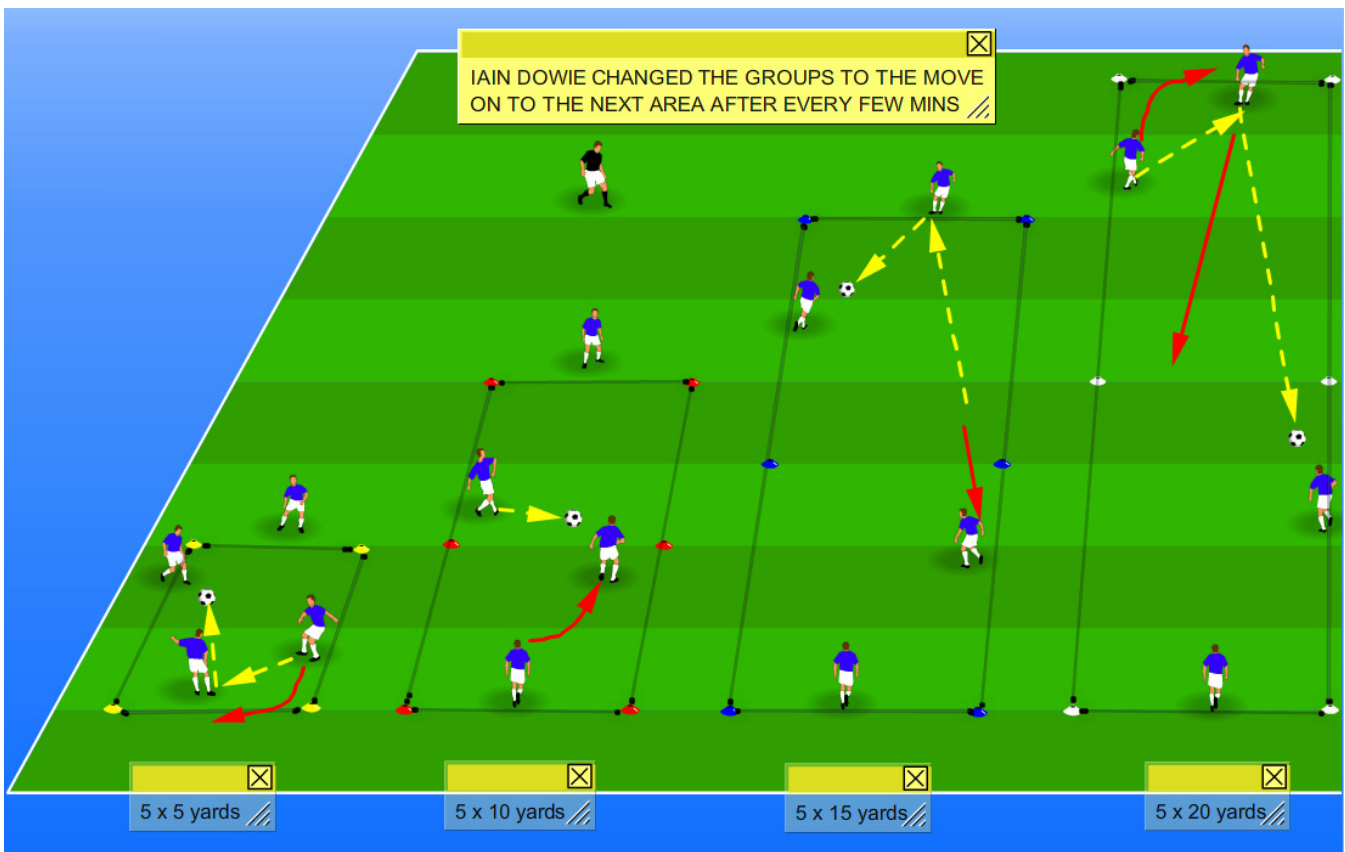 IAIN DOWIE CHANGED THE GROUPS TO THE MOVE
ON TO THE NEXT AREA AFTER EVERY FEW MINS
5 x 5 yards
5 x 10 yards
5 x 15 yards
5 x 20 yards